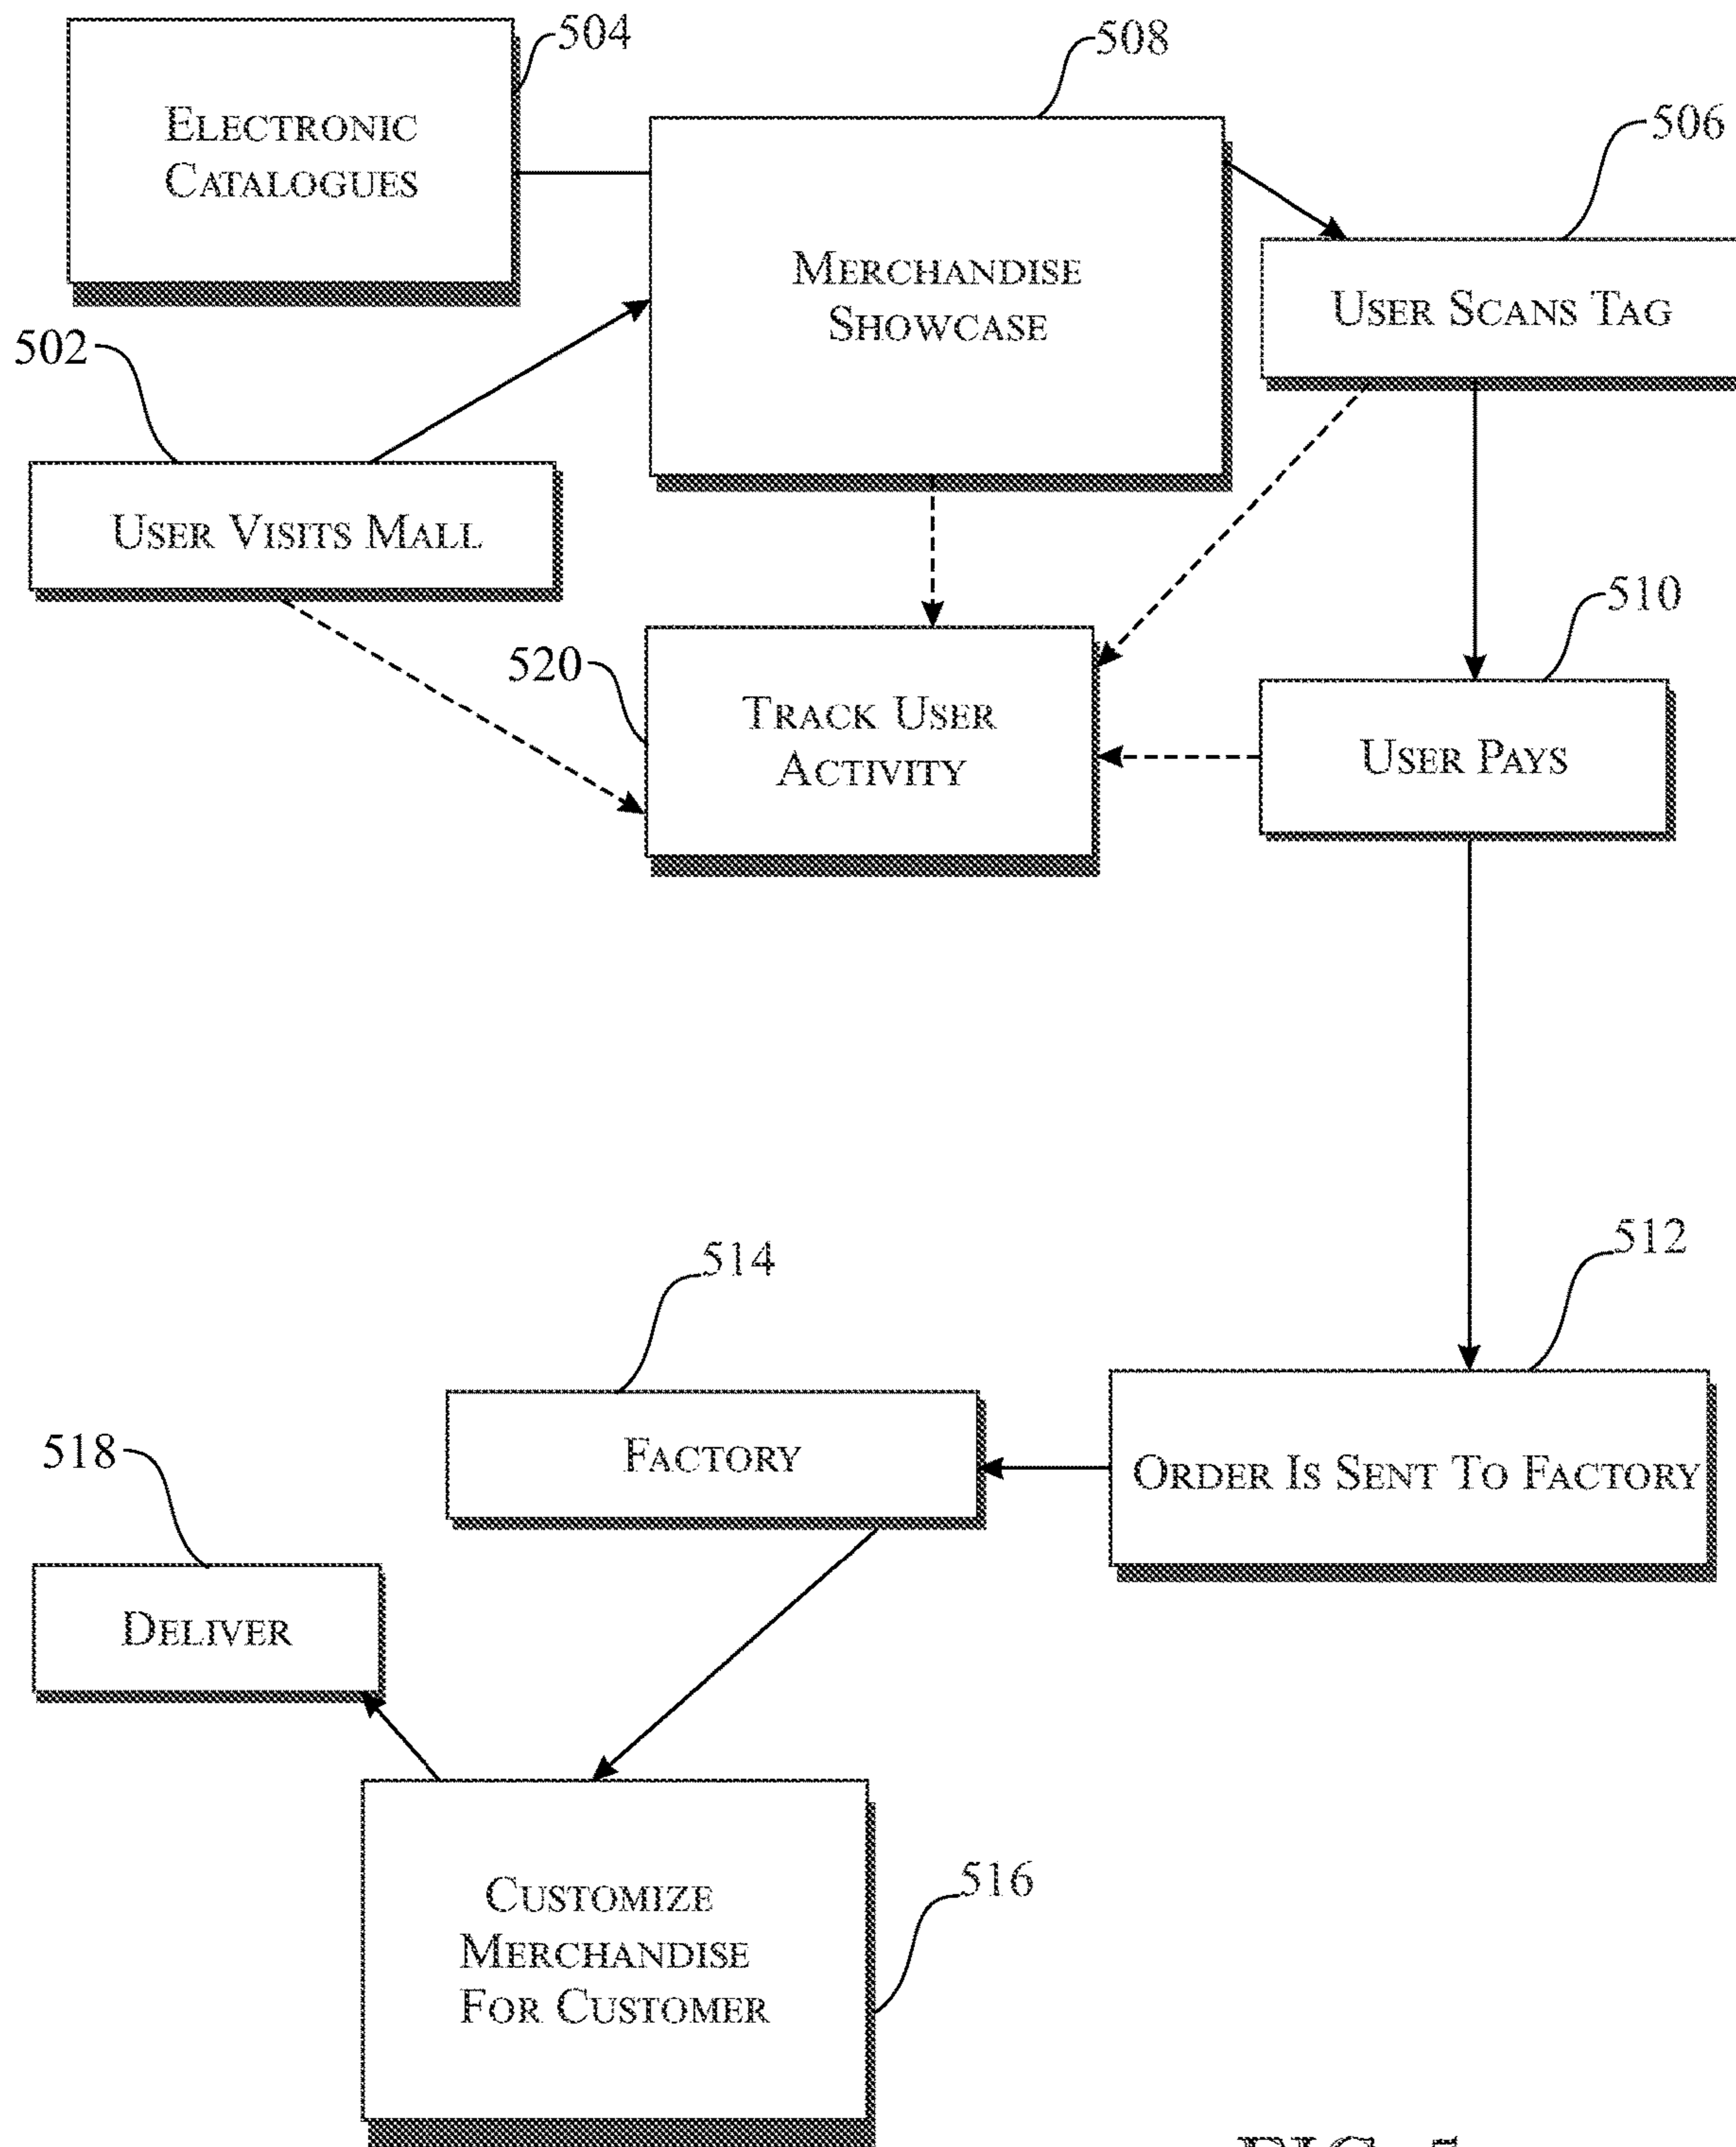 504
ELECTRONIC
CATALOGUES
508
MERCHANDISE
SHOWCASE
506
USER SCANS TAG
502
USER VISITS MALL
520
TRACK USER
ACTIVITY
510
USER PAYS
512
ORDER IS SENT TO FACTORY
514
FACTORY
518
DELIVER
516
CUSTOMIZE
MERCHANDISE
FOR CUSTOMER